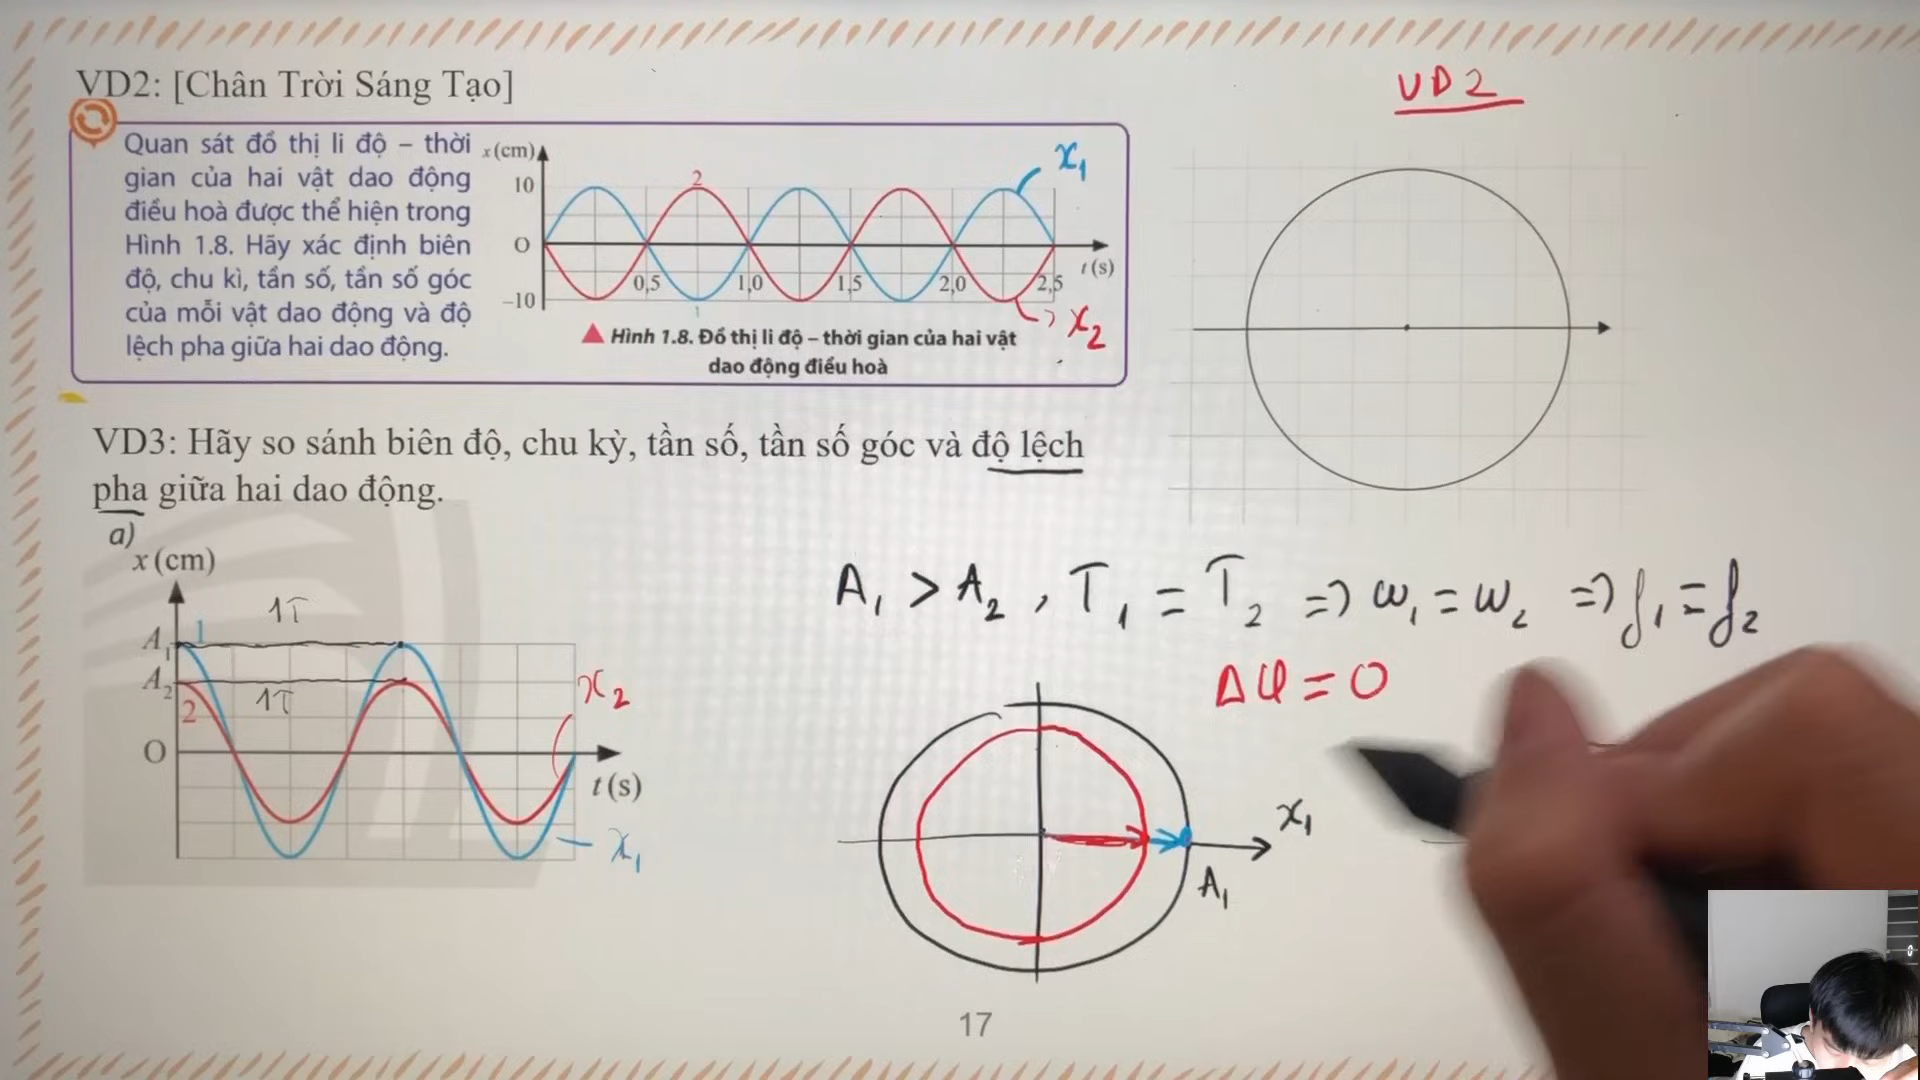 VD2: [Chân Trời Sáng Tạo]
VD2
Quan sát đồ thị li độ – thời
gian của hai vật dao động
điều hoà được thể hiện trong
Hình 1.8. Hãy xác định biên
độ, chu kì, tần số, tần số góc
của mỗi vật dao động và độ
lệch pha giữa hai dao động.
x (cm)
10
O
–10
2
1
0,5
1,0
1,5
2,0
2,5
t (s)
x₁
x₂
Hình 1.8. Đồ thị li độ – thời gian của hai vật
dao động điều hoà
VD3: Hãy so sánh biên độ, chu kỳ, tần số, tần số góc và độ lệch
pha giữa hai dao động.
a)
x (cm)
1T
A₁
1
A₂
1T
2
O
t (s)
x₂
x₁
A₁ > A₂ , T₁ = T₂ => ω₁ = ω₂ => f₁ = f₂
Δφ = 0
x₁
A₁
17